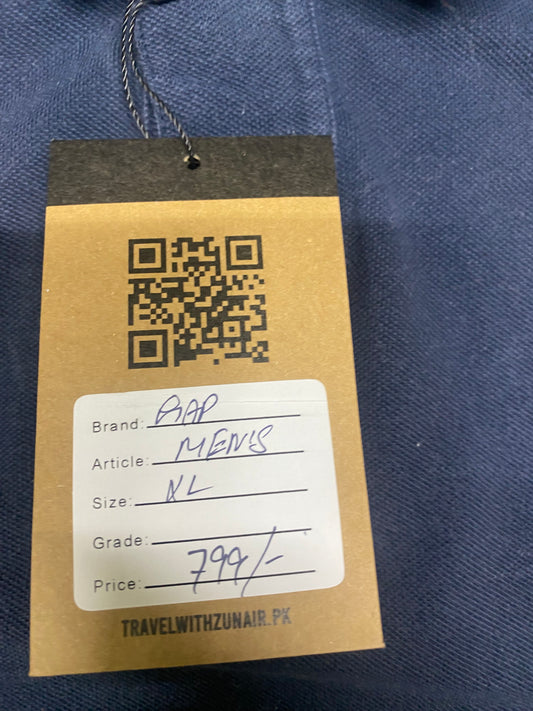 Brand: GAP
Article: MEN'S
Size: XL
Grade:
Price: 799/-
TRAVELWITHZUNAIR.PK